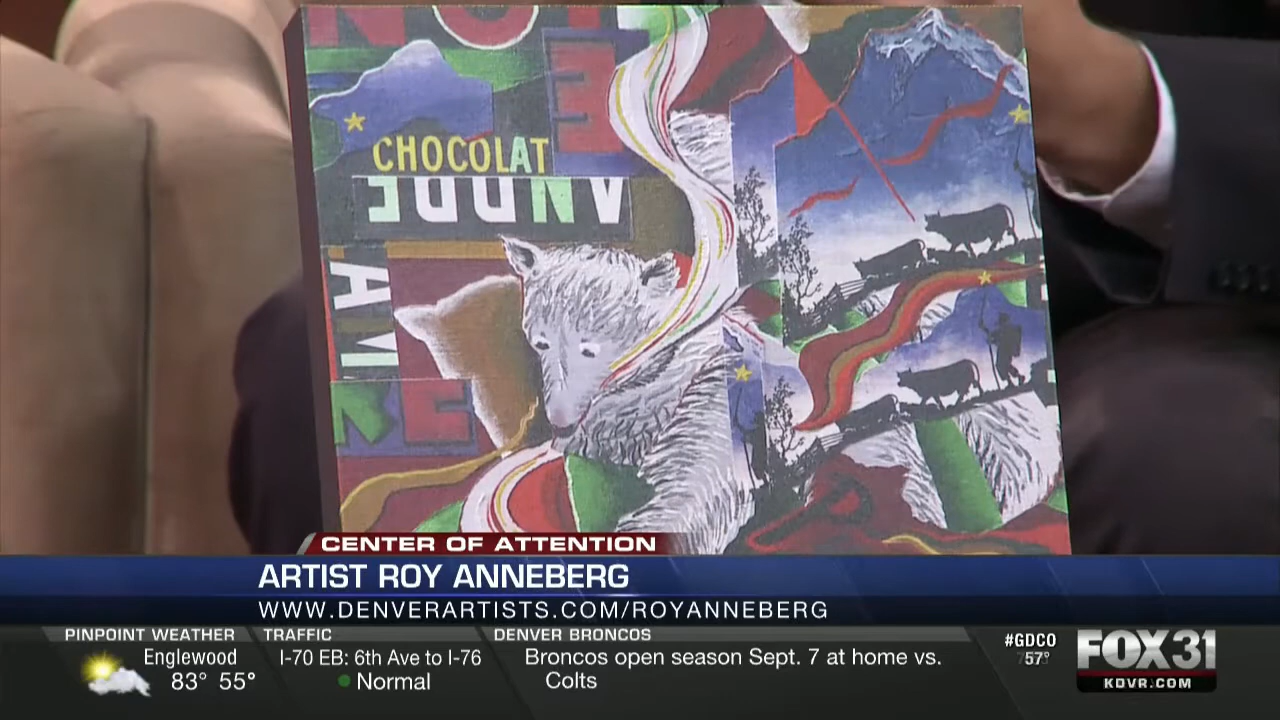 CHOCOLAT
CENTER OF ATTENTION
ARTIST ROY ANNEBERG
WWW.DENVERARTISTS.COM/ROYANNEBERG
PINPOINT WEATHER
Englewood
83° 55°
TRAFFIC
I-70 EB: 6th Ave to I-76
Normal
DENVER BRONCOS
Broncos open season Sept. 7 at home vs.
Colts
#GDCO
57°
FOX31
KDVR.COM